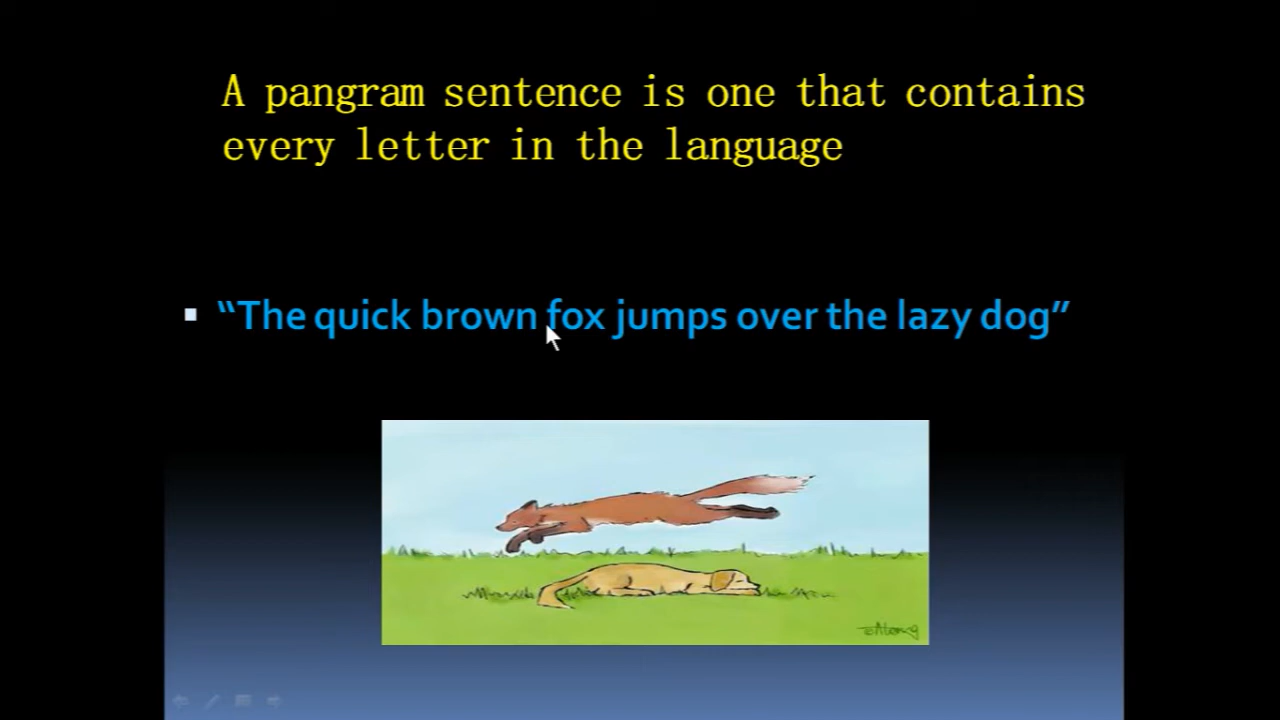 A pangram sentence is one that contains
every letter in the language
“The quick brown fox jumps over the lazy dog”